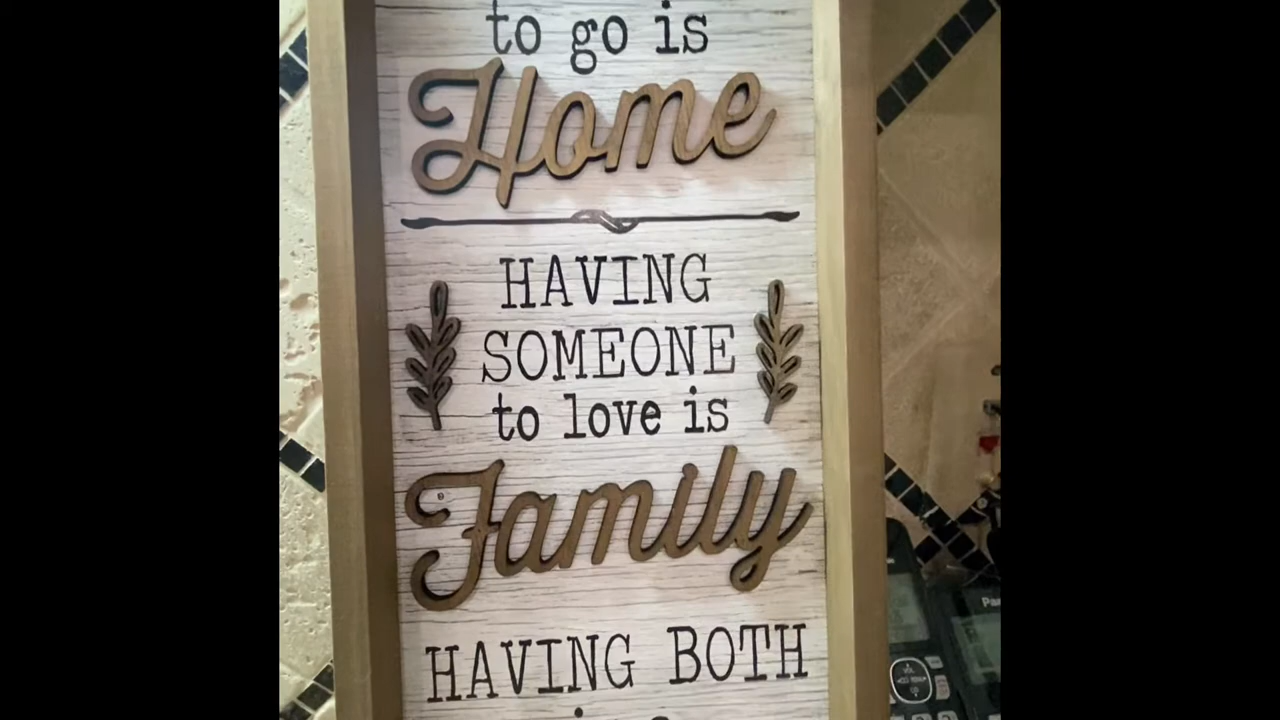 to go is
Home
HAVING
SOMEONE
to love is
Family
HAVING BOTH